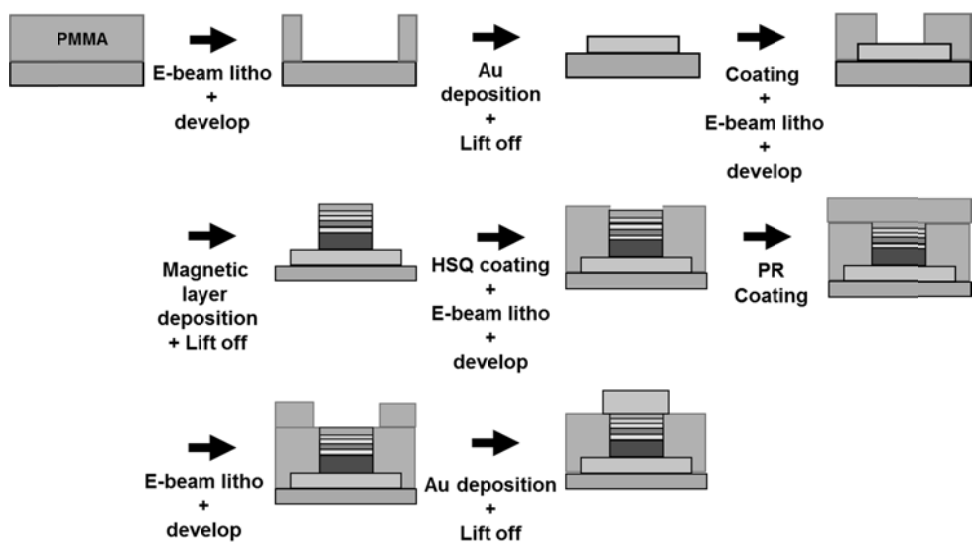 PMMA
E-beam litho
+
develop
Au
deposition
+
Lift off
Coating
+
E-beam litho
+
develop
Magnetic
layer
deposition
+ Lift off
HSQ coating
+
E-beam litho
+
develop
PR
Coating
E-beam litho
+
develop
Au deposition
+
Lift off